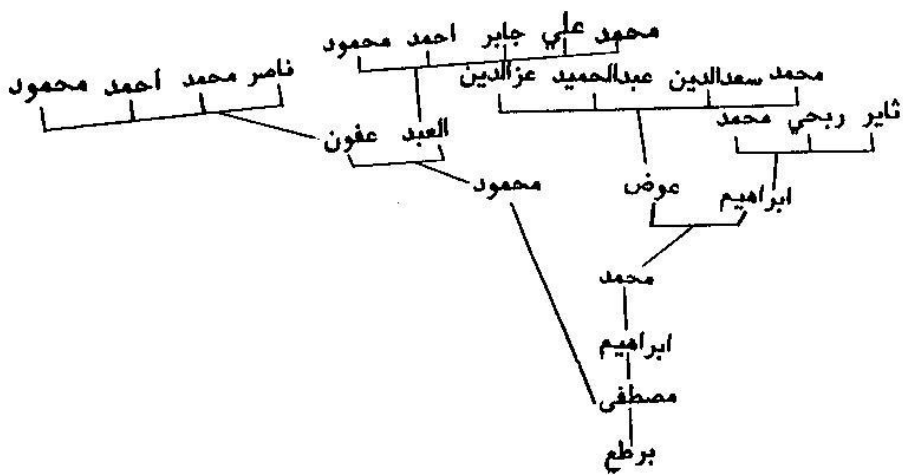 محمد علي جابر احمد محمود
ناصر محمد أحمد محمود
محمد سعدالدين عبدالحميد عزالدين
ثاير ربحي محمد
العبد عفون
ابراهيم عوض
محمود
محمد
ابراهيم
مصطفى
برطع